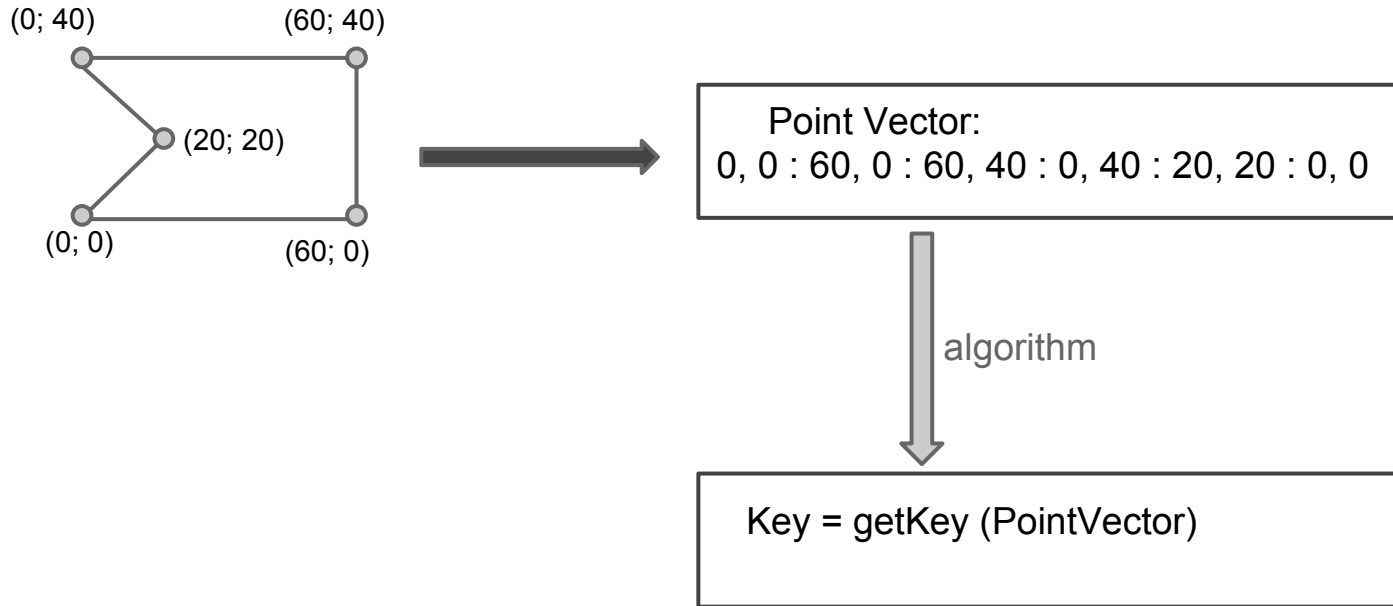 (0; 40)
(60; 40)
(20; 20)
(0; 0)
(60; 0)
Point Vector:
0, 0 : 60, 0 : 60, 40 : 0, 40 : 20, 20 : 0, 0
algorithm
Key = getKey (PointVector)